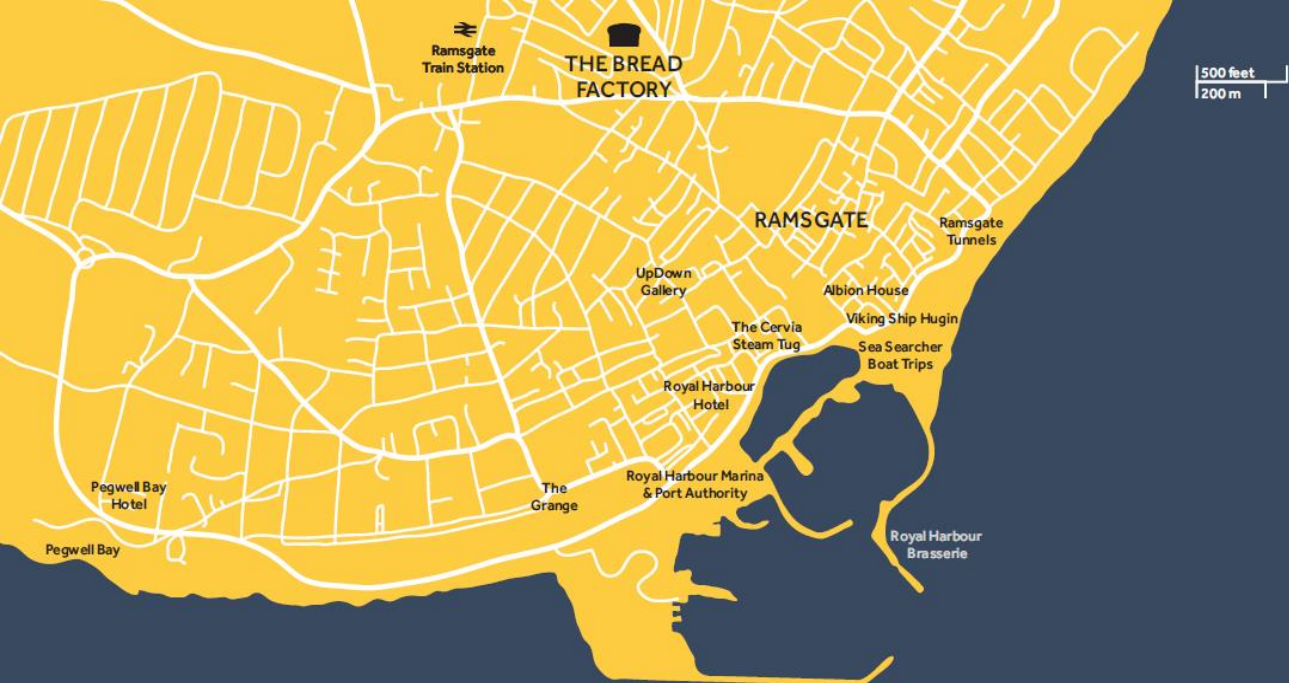 Ramsgate
Train Station
THE BREAD
FACTORY
500 feet
200 m
RAMSGATE
Ramsgate
Tunnels
UpDown
Gallery
Albion House
Viking Ship Hugin
The Cervia
Steam Tug
Sea Searcher
Boat Trips
Royal Harbour
Hotel
Royal Harbour Marina
& Port Authority
The
Grange
Pegwell Bay
Hotel
Pegwell Bay
Royal Harbour
Brasserie